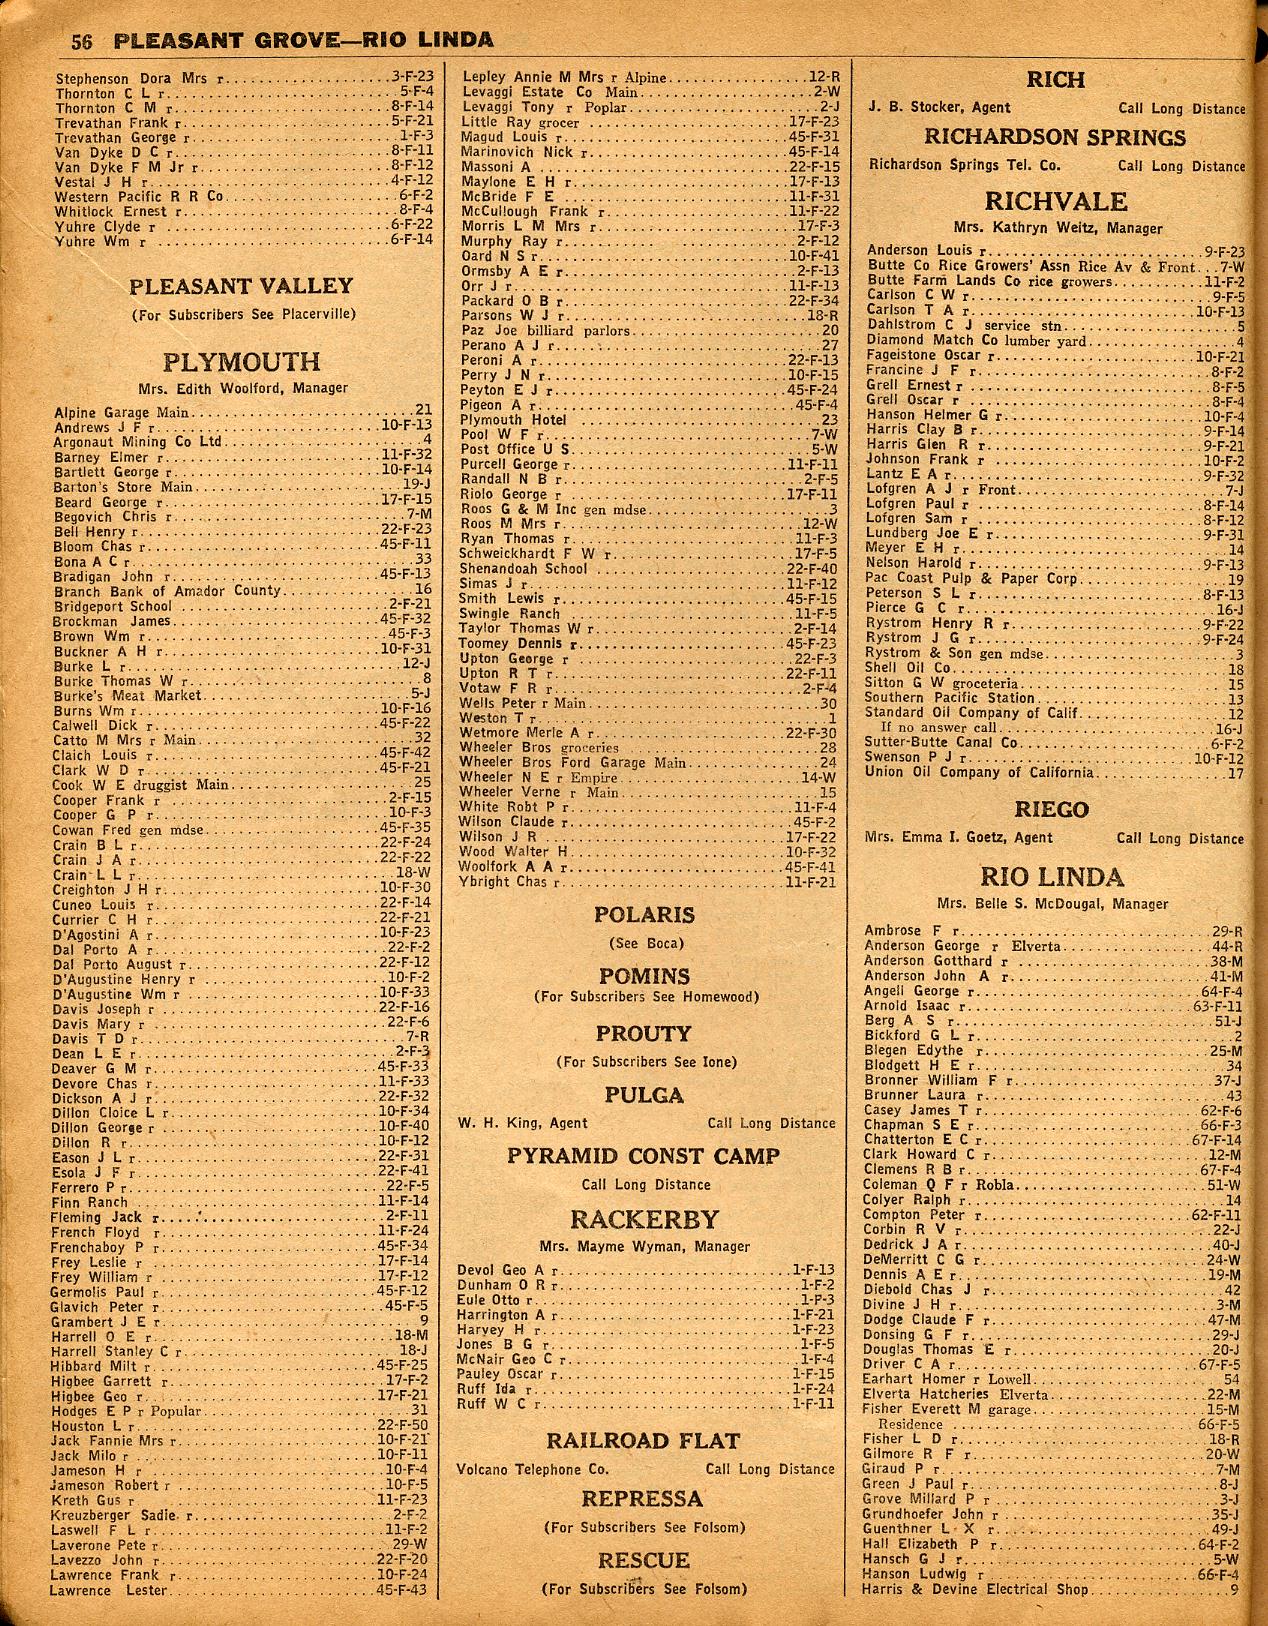 56 PLEASANT GROVE—RIO LINDA
Stephenson Dora Mrs r 3-F-23
Thornton C L r 5-F-4
Thornton C M r 8-F-14
Trevathan Frank r 5-F-21
Trevathan George r 1-F-3
Van Dyke D C r 8-F-11
Van Dyke F M Jr r 8-F-12
Vestal J H r 4-F-12
Western Pacific R R Co 6-F-2
Whitlock Ernest r 8-F-4
Yuhre Clyde r 6-F-22
Yuhre Wm r 6-F-14
PLEASANT VALLEY
(For Subscribers See Placerville)
PLYMOUTH
Mrs. Edith Woolford, Manager
Alpine Garage Main 21
Andrews J F r 10-F-13
Argonaut Mining Co Ltd 4
Barney Elmer r 11-F-32
Bartlett George r 10-F-14
Barton's Store Main 19-J
Beard George r 17-F-15
Begovich Chris r 7-M
Bell Henry r 22-F-23
Bloom Chas r 45-F-11
Bona A C r 33
Bradigan John r 45-F-13
Branch Bank of Amador County 16
Bridgeport School 2-F-21
Brockman James 45-F-32
Brown Wm r 45-F-3
Buckner A H r 10-F-31
Burke L r 12-J
Burke Thomas W r 8
Burke's Meat Market 5-J
Burns Wm r 10-F-16
Calwell Dick r 45-F-22
Catto M Mrs r Main 32
Claich Louis r 45-F-42
Clark W D r 45-F-21
Cook W E druggist Main 25
Cooper Frank r 2-F-15
Cooper G P r 10-F-3
Cowan Fred gen mdse 45-F-35
Crain B L r 22-F-24
Crain J A r 22-F-22
Crain L L r 18-W
Creighton J H r 10-F-30
Cuneo Louis r 22-F-14
Currier C H r 22-F-21
D'Agostini A r 10-F-23
Dal Porto A r 22-F-2
Dal Porto August r 22-F-12
D'Augustine Henry r 10-F-2
D'Augustine Wm r 10-F-33
Davis Joseph r 22-F-16
Davis Mary r 22-F-6
Davis T D r 7-R
Dean L E r 2-F-3
Deaver G M r 45-F-33
Devore Chas r 11-F-33
Dickson A J r 22-F-32
Dillon Cloice L r 10-F-34
Dillon George r 10-F-40
Dillon R r 10-F-12
Eason J L r 22-F-31
Esola J F r 22-F-41
Ferrero P r 22-F-5
Finn Ranch 11-F-14
Fleming Jack r 2-F-11
French Floyd r 11-F-24
Frenchaboy P r 45-F-34
Frey Leslie r 17-F-14
Frey William r 17-F-12
Germolis Paul r 45-F-12
Glavich Peter r 45-F-5
Grambert J E r 9
Harrell O E r 18-M
Harrell Stanley C r 18-J
Hibbard Milt r 45-F-25
Higbee Garrett r 17-F-2
Higbee Geo r 17-F-21
Hodges E P r Popular 31
Houston L r 22-F-50
Jack Fannie Mrs r 10-F-21
Jack Milo r 10-F-11
Jameson H r 10-F-4
Jameson Robert r 10-F-5
Kreth Gus r 11-F-23
Kreuzberger Sadie r 2-F-2
Laswell F L r 11-F-2
Laverone Pete r 29-W
Lavezzo John r 22-F-20
Lawrence Frank r 10-F-24
Lawrence Lester 45-F-43
Lepley Annie M Mrs r Alpine 12-R
Levaggi Estate Co Main 2-W
Levaggi Tony r Poplar 2-J
Little Ray grocer 17-F-23
Magud Louis r 45-F-31
Marinovich Nick r 45-F-14
Massoni A 22-F-15
Maylone E H r 17-F-13
McBride F E 11-F-31
McCullough Frank r 11-F-22
Morris L M Mrs r 17-F-3
Murphy Ray r 2-F-12
Oard N S r 10-F-41
Ormsby A E r 2-F-13
Orr J r 11-F-13
Packard O B r 22-F-34
Parsons W J r 18-R
Paz Joe billiard parlors 20
Perano A J r 27
Peroni A r 22-F-13
Perry J N r 10-F-15
Peyton E J r 45-F-24
Pigeon A r 45-F-4
Plymouth Hotel 23
Pool W F r 7-W
Post Office U S 5-W
Purcell George r 11-F-11
Randall N B r 2-F-5
Riolo George r 17-F-11
Roos G & M Inc gen mdse 3
Roos M Mrs r 12-W
Ryan Thomas r 11-F-3
Schweickhardt F W r 17-F-5
Shenandoah School 22-F-40
Simas J r 11-F-12
Smith Lewis r 45-F-15
Swingle Ranch 11-F-5
Taylor Thomas W r 2-F-14
Toomey Dennis r 45-F-23
Upton George r 22-F-3
Upton R T r 22-F-11
Votaw F R r 2-F-4
Wells Peter r Main 30
Weston T r 1
Wetmore Merle A r 22-F-30
Wheeler Bros groceries 28
Wheeler Bros Ford Garage Main 24
Wheeler N E r Empire 14-W
Wheeler Verne r Main 15
White Robt P r 11-F-4
Wilson Claude r 45-F-2
Wilson J R 17-F-22
Wood Walter H 10-F-32
Woolfork A A r 45-F-41
Ybright Chas r 11-F-21
POLARIS
(See Boca)
POMINS
(For Subscribers See Homewood)
PROUTY
(For Subscribers See Ione)
PULGA
W. H. King, Agent Call Long Distance
PYRAMID CONST CAMP
Call Long Distance
RACKERBY
Mrs. Mayme Wyman, Manager
Devol Geo A r 1-F-13
Dunham O R r 1-F-2
Eule Otto r 1-F-3
Harrington A r 1-F-21
Harvey H r 1-F-23
Jones B G r 1-F-5
McNair Geo C r 1-F-4
Pauley Oscar r 1-F-15
Ruff Ida r 1-F-24
Ruff W C r 1-F-11
RAILROAD FLAT
Volcano Telephone Co. Call Long Distance
REPRESSA
(For Subscribers See Folsom)
RESCUE
(For Subscribers See Folsom)
RICH
J. B. Stocker, Agent Call Long Distance
RICHARDSON SPRINGS
Richardson Springs Tel. Co. Call Long Distance
RICHVALE
Mrs. Kathryn Weitz, Manager
Anderson Louis r 9-F-23
Butte Co Rice Growers' Assn Rice Av & Front 7-W
Butte Farm Lands Co rice growers 11-F-2
Carlson C W r 9-F-5
Carlson T A r 10-F-13
Dahlstrom C J service stn 5
Diamond Match Co lumber yard 4
Fageistone Oscar r 10-F-21
Francine J F r 8-F-2
Grell Ernest r 8-F-5
Grell Oscar r 8-F-4
Hanson Helmer G r 10-F-4
Harris Clay B r 9-F-14
Harris Glen R r 9-F-21
Johnson Frank r 10-F-2
Lantz E A r 9-F-32
Lofgren A J r Front 7-J
Lofgren Paul r 8-F-14
Lofgren Sam r 8-F-12
Lundberg Joe E r 9-F-31
Meyer E H r 14
Nelson Harold r 9-F-13
Pac Coast Pulp & Paper Corp 19
Peterson S L r 8-F-13
Pierce G C r 16-J
Rystrom Henry R r 9-F-22
Rystrom J G r 9-F-24
Rystrom & Son gen mdse 3
Shell Oil Co 18
Sitton G W groceteria 15
Southern Pacific Station 13
Standard Oil Company of Calif 12
If no answer call 16-J
Sutter-Butte Canal Co 6-F-2
Swenson P J r 10-F-12
Union Oil Company of California 17
RIEGO
Mrs. Emma I. Goetz, Agent Call Long Distance
RIO LINDA
Mrs. Belle S. McDougal, Manager
Ambrose F r 29-R
Anderson George r Elverta 44-R
Anderson Gotthard r 38-M
Anderson John A r 41-M
Angell George r 64-F-4
Arnold Isaac r 63-F-11
Berg A S r 51-J
Bickford G L r 2
Blegen Edythe r 25-M
Blodgett H E r 34
Bronner William F r 37-J
Brunner Laura r 43
Casey James T r 62-F-6
Chapman S E r 66-F-3
Chatterton E C r 67-F-14
Clark Howard C r 12-M
Clemens R B r 67-F-4
Coleman Q F r Robla 51-W
Colyer Ralph r 14
Compton Peter r 62-F-11
Corbin R V r 22-J
Dedrick J A r 40-J
DeMerritt C G r 24-W
Dennis A E r 19-M
Diebold Chas J r 42
Divine J H r 3-M
Dodge Claude F r 47-M
Donsing G F r 29-J
Douglas Thomas E r 20-J
Driver C A r 67-F-5
Earhart Homer r Lowell 54
Elverta Hatcheries Elverta 22-M
Fisher Everett M garage 15-M
Residence 66-F-5
Fisher L D r 18-R
Gilmore R F r 20-W
Giraud P r 7-M
Green J Paul r 8-J
Grove Millard P r 3-J
Grundhoefer John r 35-J
Guenthner L X r 49-J
Hall Elizabeth P r 64-F-2
Hansch G J r 5-W
Hanson Ludwig r 66-F-4
Harris & Devine Electrical Shop 9